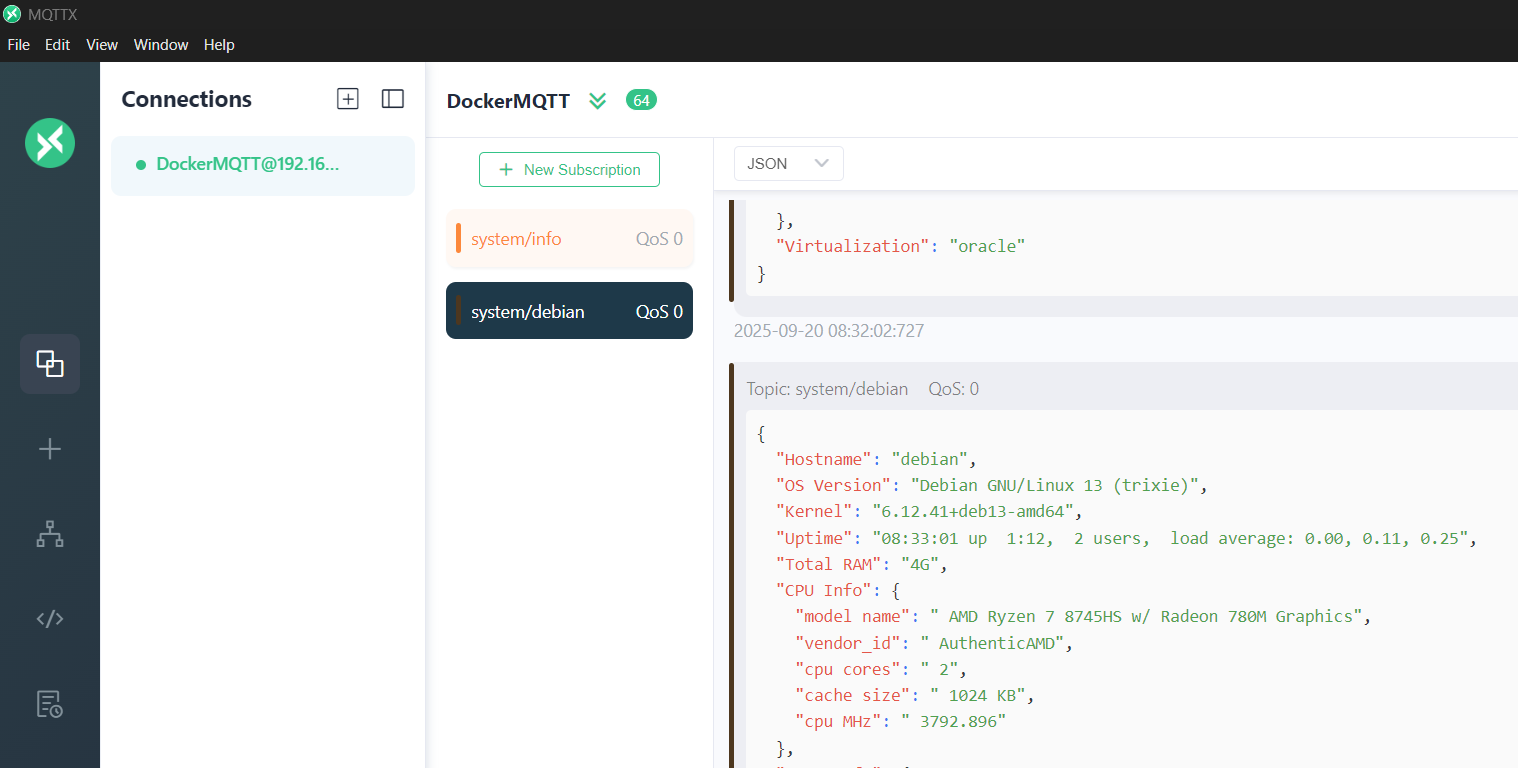 MQTTX
File Edit View Window Help
Connections
DockerMQTT@192.16...
DockerMQTT 64
+ New Subscription
system/info QoS 0
system/debian QoS 0
JSON
},
"Virtualization": "oracle"
}
2025-09-20 08:32:02:727
Topic: system/debian QoS: 0
{
"Hostname": "debian",
"OS Version": "Debian GNU/Linux 13 (trixie)",
"Kernel": "6.12.41+deb13-amd64",
"Uptime": "08:33:01 up  1:12,  2 users,  load average: 0.00, 0.11, 0.25",
"Total RAM": "4G",
"CPU Info": {
"model name": " AMD Ryzen 7 8745HS w/ Radeon 780M Graphics",
"vendor_id": " AuthenticAMD",
"cpu cores": " 2",
"cache size": " 1024 KB",
"cpu MHz": " 3792.896"
},